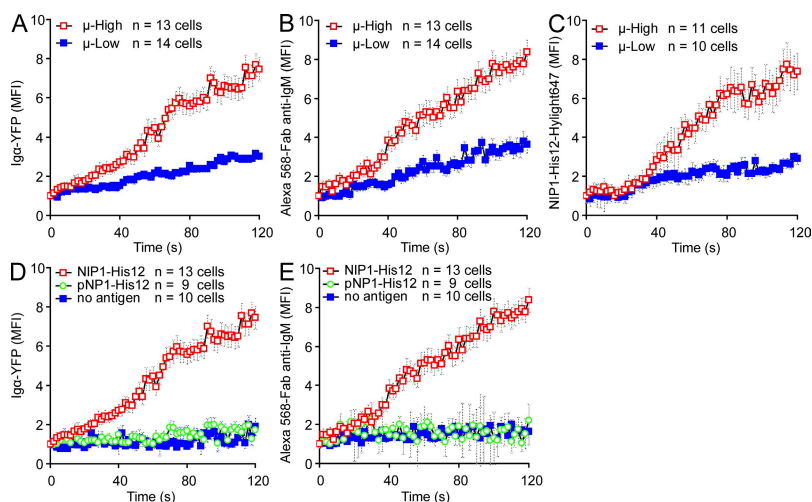 A
μ-High n = 13 cells
μ-Low n = 14 cells
Igα-YFP (MFI)
10
8
6
4
2
0
0 40 80 120
Time (s)
B
μ-High n = 13 cells
μ-Low n = 14 cells
Alexa 568-Fab anti-IgM (MFI)
10
8
6
4
2
0
0 40 80 120
Time (s)
C
μ-High n = 11 cells
μ-Low n = 10 cells
NIP1-His12-Hylight647 (MFI)
10
8
6
4
2
0
0 40 80 120
Time (s)
D
NIP1-His12 n = 13 cells
pNP1-His12 n = 9 cells
no antigen n = 10 cells
Igα-YFP (MFI)
10
8
6
4
2
0
0 40 80 120
Time (s)
E
NIP1-His12 n = 13 cells
pNP1-His12 n = 9 cells
no antigen n = 10 cells
Alexa 568-Fab anti-IgM (MFI)
10
8
6
4
2
0
0 40 80 120
Time (s)